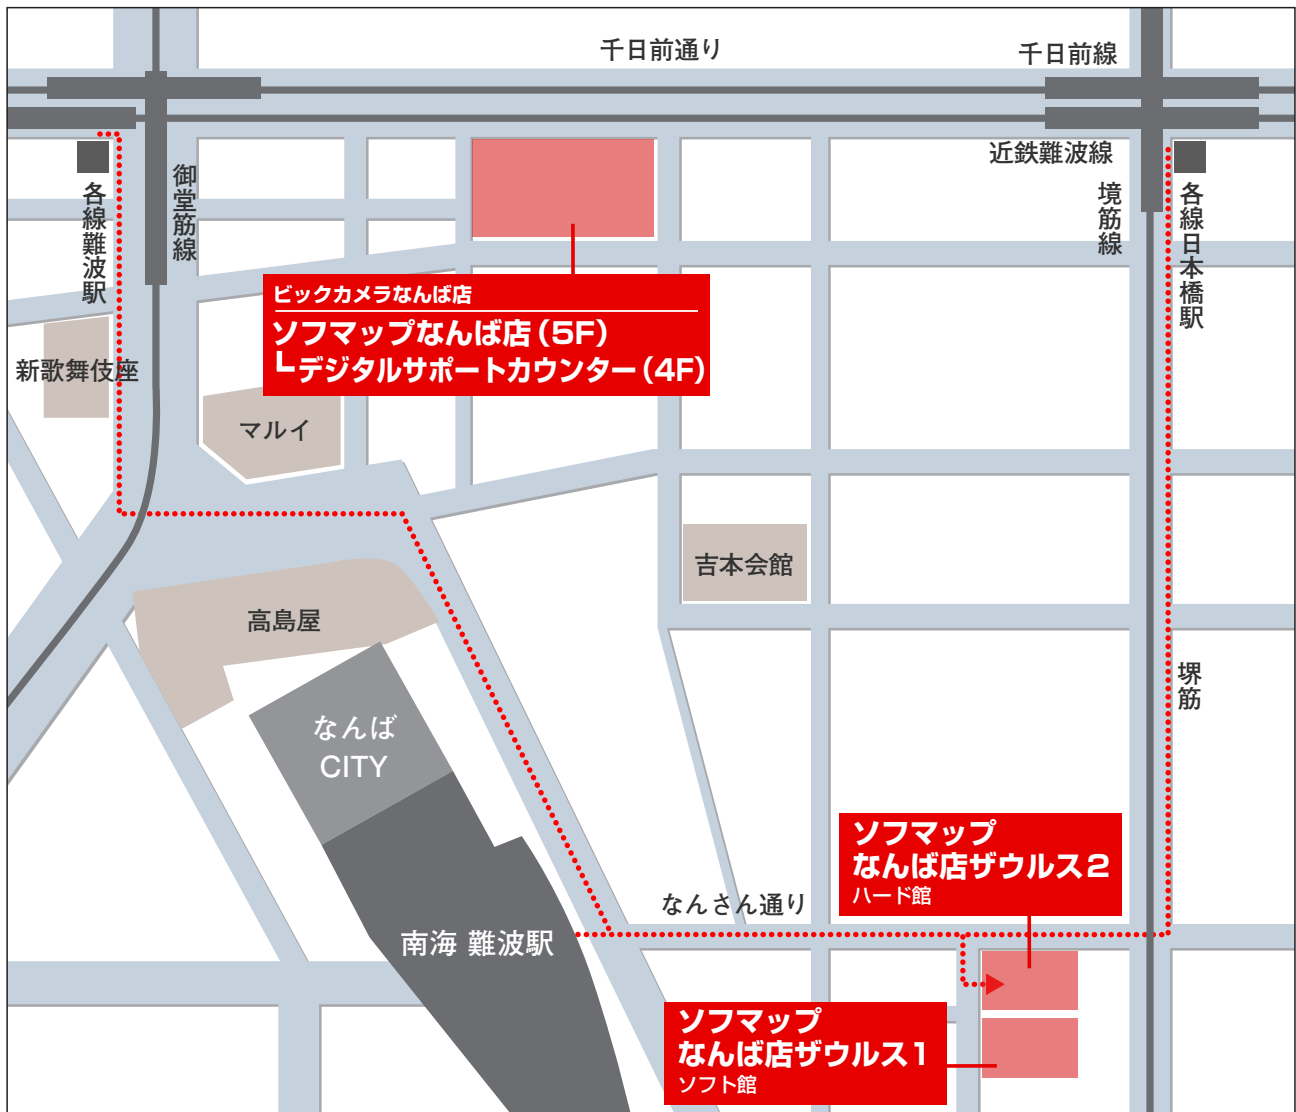 千日前通り
千日前線
近鉄難波線
各線難波駅
御堂筋線
境筋線
各線日本橋駅
ビックカメラなんば店
ソフマップなんば店(5F)
┗デジタルサポートカウンター(4F)
新歌舞伎座
マルイ
吉本会館
高島屋
堺筋
なんば
CITY
ソフマップ
なんば店ザウルス2
ハード館
なんさん通り
南海 難波駅
ソフマップ
なんば店ザウルス1
ソフト館